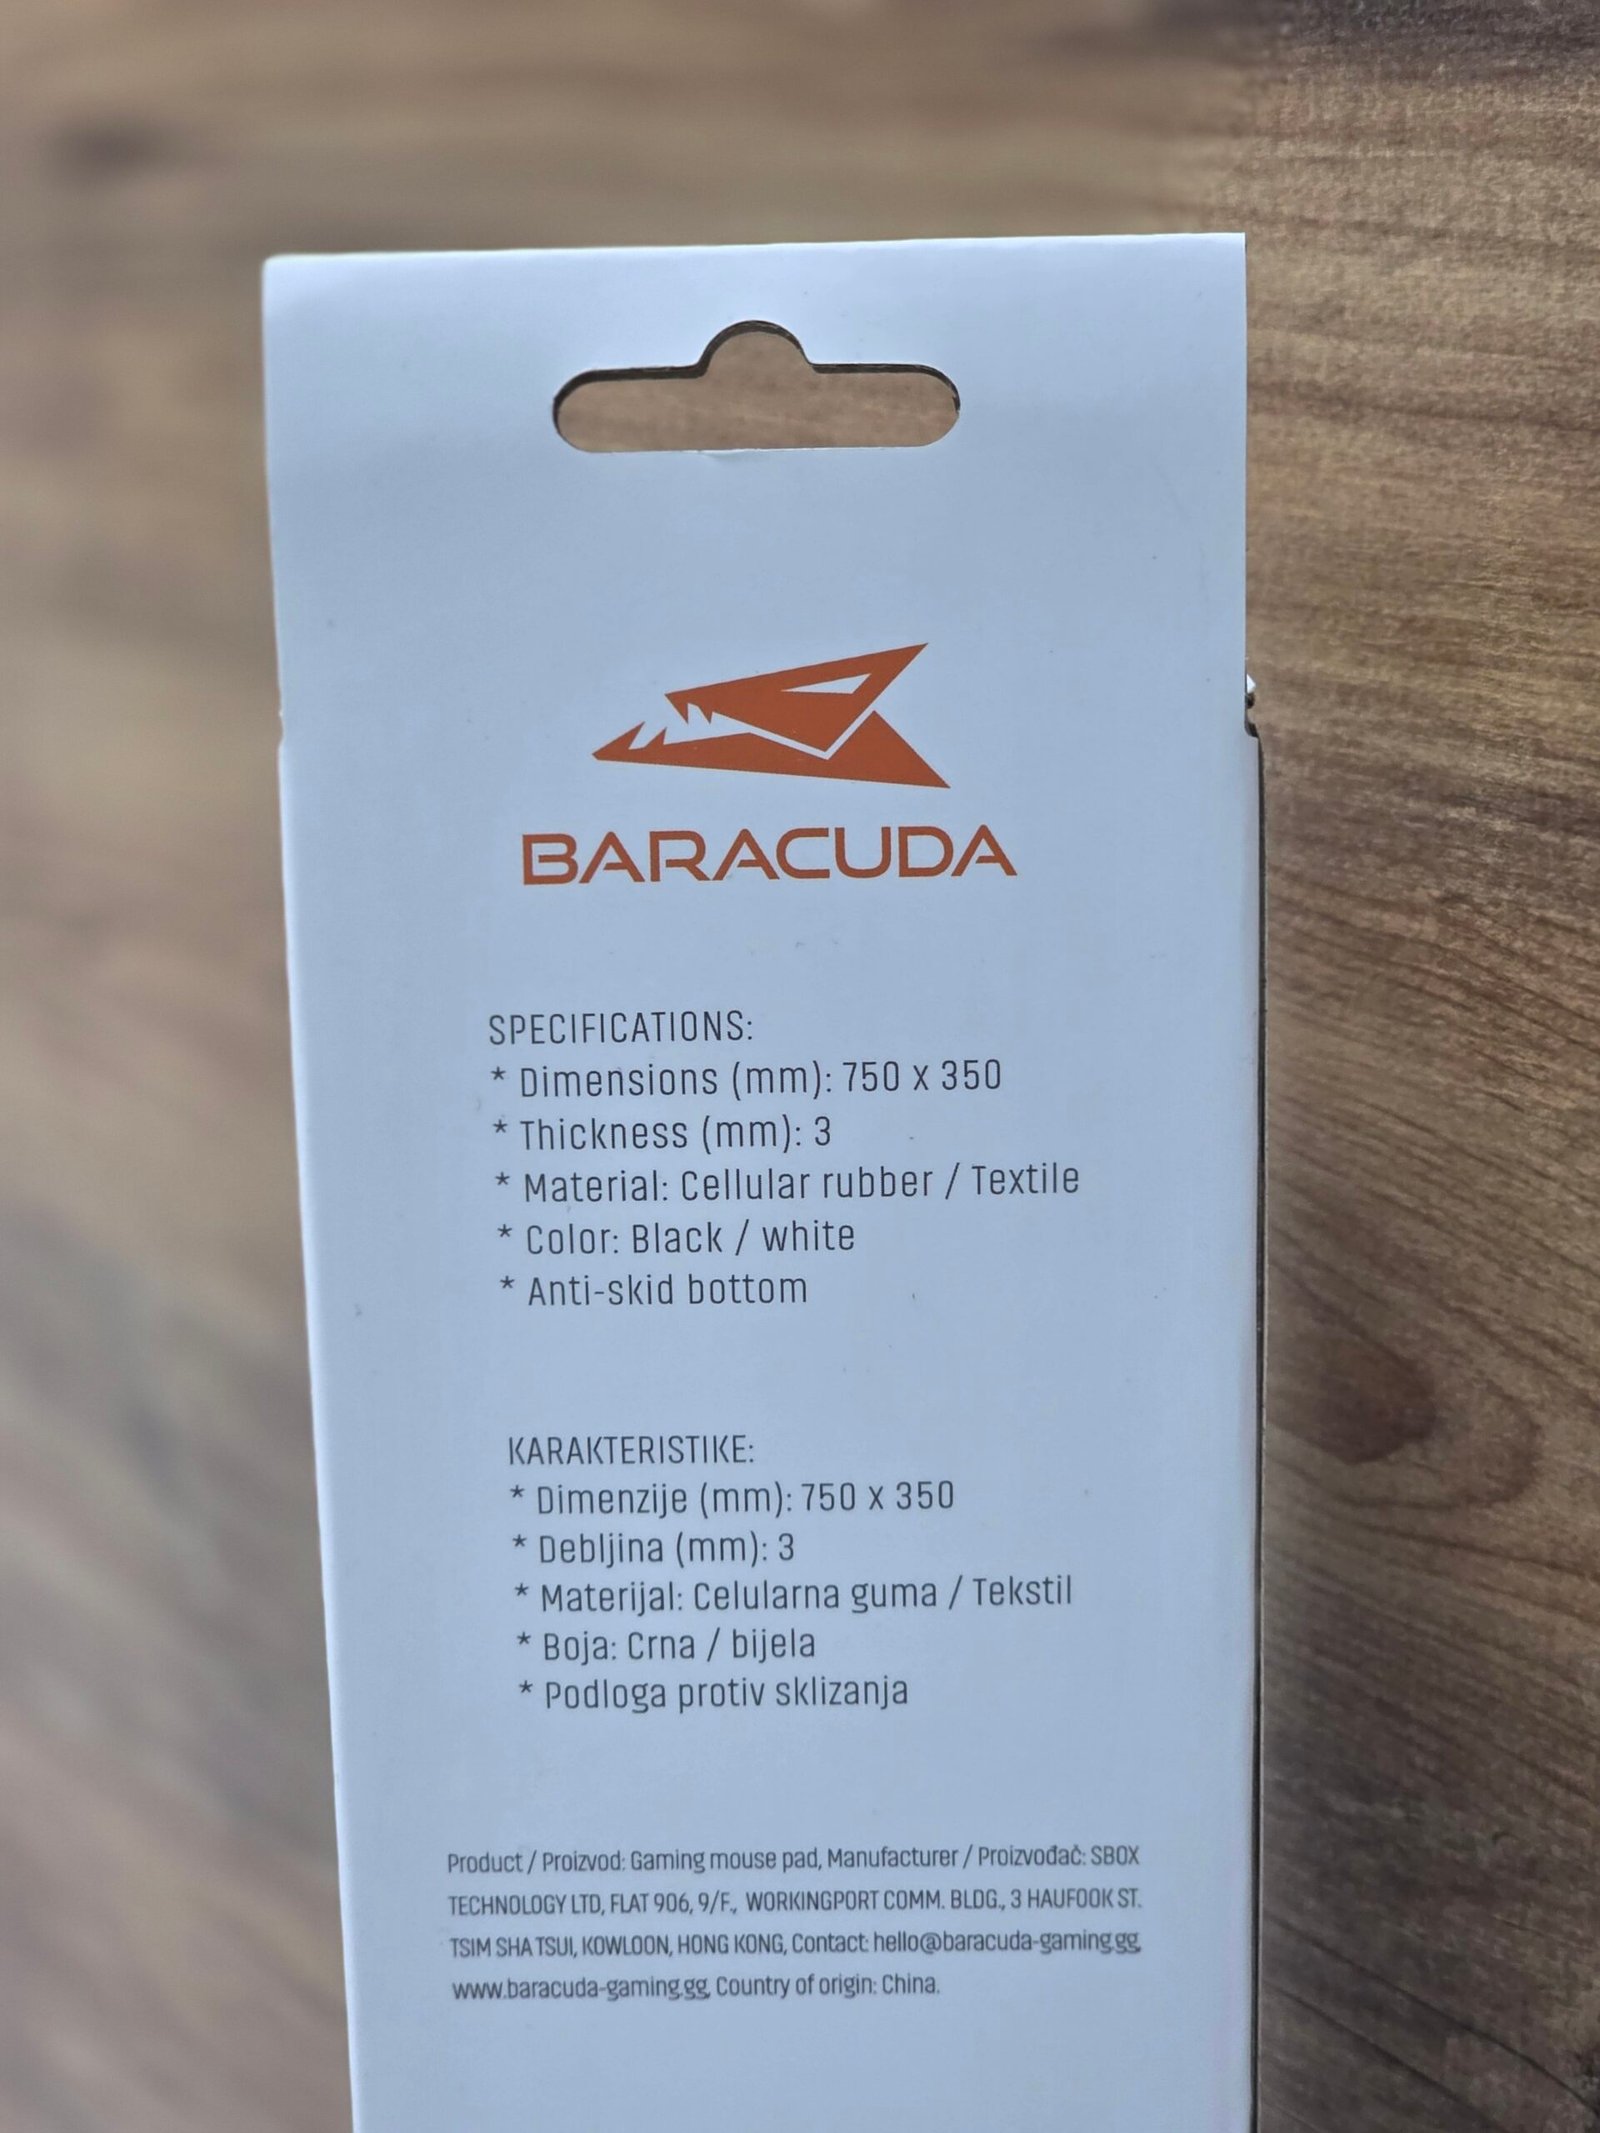 BARACUDA
SPECIFICATIONS:
* Dimensions (mm): 750 x 350
* Thickness (mm): 3
* Material: Cellular rubber / Textile
* Color: Black / white
* Anti-skid bottom
KARAKTERISTIKE:
* Dimenzije (mm): 750 x 350
* Debljina (mm): 3
* Materijal: Celularna guma / Tekstil
* Boja: Crna / bijela
* Podloga protiv sklizanja
Product / Proizvod: Gaming mouse pad, Manufacturer / Proizvođač: SBOX
TECHNOLOGY LTD, FLAT 906, 9/F., WORKINGPORT COMM. BLDG., 3 HAUFOOK ST.
TSIM SHA TSUI, KOWLOON, HONG KONG, Contact: hello@baracuda-gaming.gg,
www.baracuda-gaming.gg, Country of origin: China.